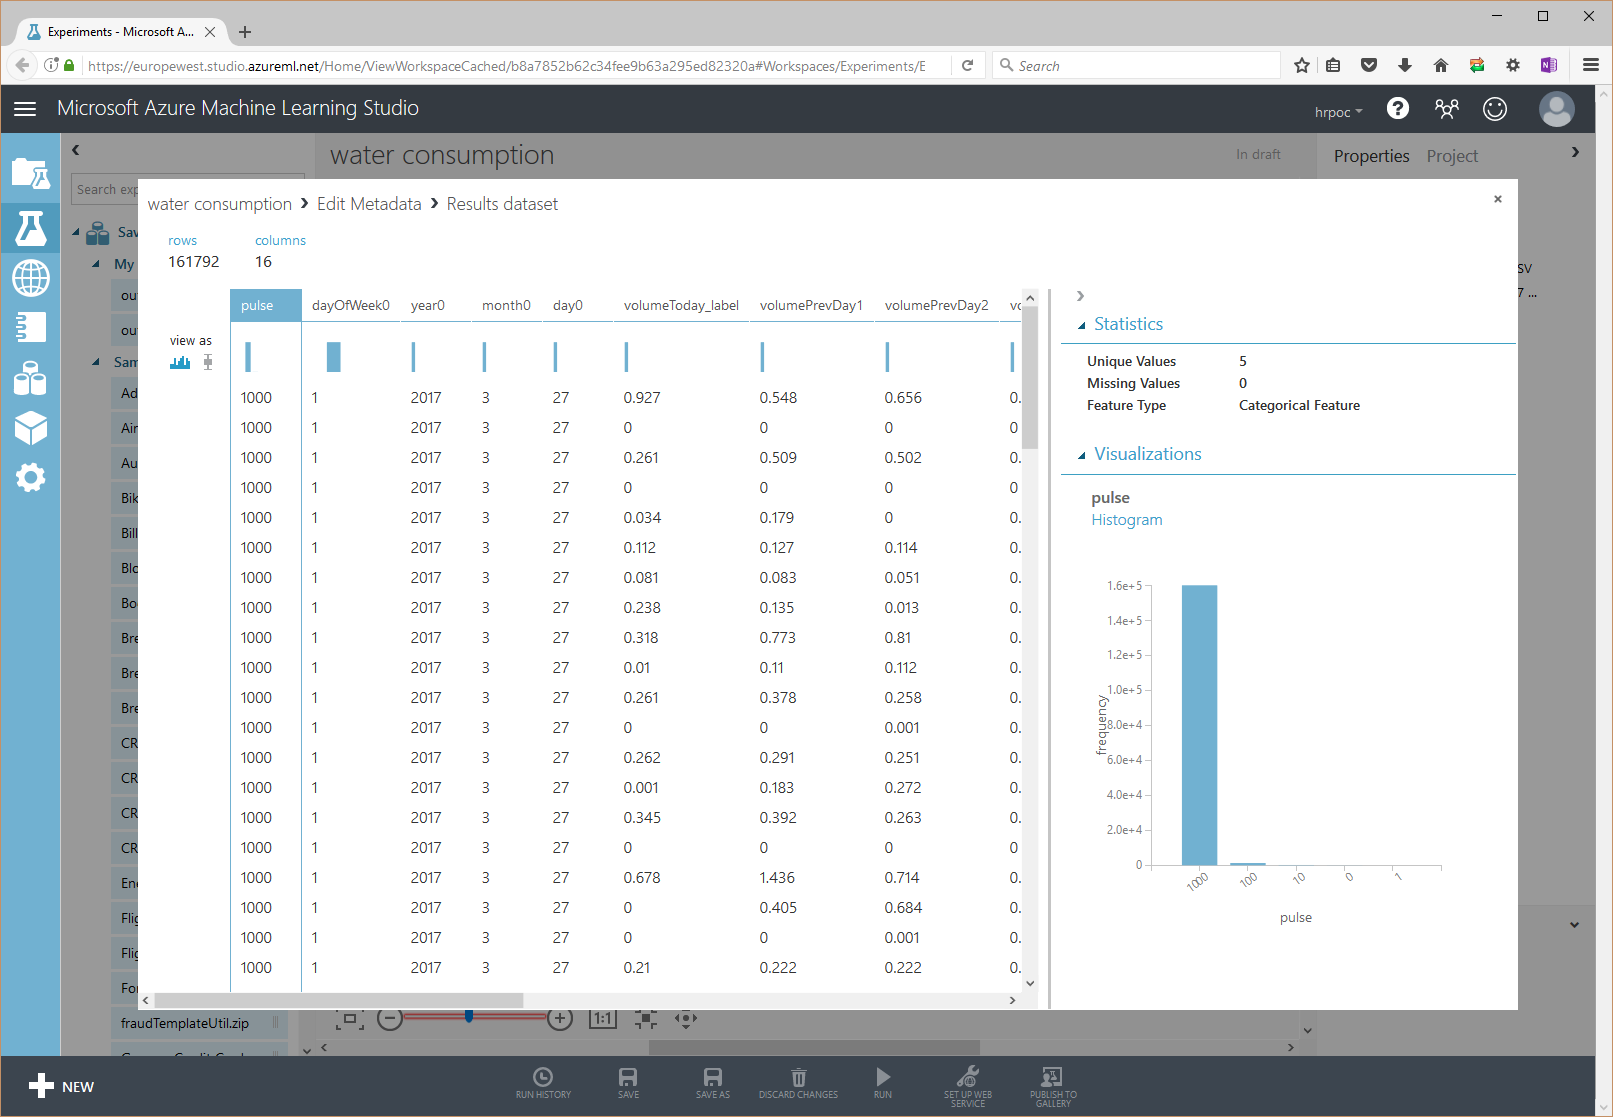 Experiments - Microsoft A...
https://europewest.studio.azureml.net/Home/ViewWorkspaceCached/b8a7852b62c34fee9b63a295ed82320a#Workspaces/Experiments/E
Search
Microsoft Azure Machine Learning Studio
hrpoc
water consumption
In draft
Properties Project
Search exp
Sav
My
ou
ou
Sam
Ad
Air
Au
Bik
Bill
Blo
Bo
Bre
Bre
Bre
CR
CR
CR
CR
En
Flig
Flig
For
fraudTemplateUtil.zip
SV
7 ...
water consumption > Edit Metadata > Results dataset
rows columns
161792 16
view as
pulse dayOfWeek0 year0 month0 day0 volumeToday_label volumePrevDay1 volumePrevDay2 vo
1000 1 2017 3 27 0.927 0.548 0.656 0.
1000 1 2017 3 27 0 0 0 0
1000 1 2017 3 27 0.261 0.509 0.502 0.
1000 1 2017 3 27 0 0 0 0
1000 1 2017 3 27 0.034 0.179 0 0.
1000 1 2017 3 27 0.112 0.127 0.114 0.
1000 1 2017 3 27 0.081 0.083 0.051 0.
1000 1 2017 3 27 0.238 0.135 0.013 0.
1000 1 2017 3 27 0.318 0.773 0.81 0.
1000 1 2017 3 27 0.01 0.11 0.112 0.
1000 1 2017 3 27 0.261 0.378 0.258 0.
1000 1 2017 3 27 0 0 0.001 0.
1000 1 2017 3 27 0.262 0.291 0.251 0.
1000 1 2017 3 27 0.001 0.183 0.272 0.
1000 1 2017 3 27 0.345 0.392 0.263 0.
1000 1 2017 3 27 0 0 0 0
1000 1 2017 3 27 0.678 1.436 0.714 0.
1000 1 2017 3 27 0 0.405 0.684 0.
1000 1 2017 3 27 0 0 0.001 0.
1000 1 2017 3 27 0.21 0.222 0.222 0.
Statistics
Unique Values 5
Missing Values 0
Feature Type Categorical Feature
Visualizations
pulse
Histogram
frequency
1.6e+5
1.4e+5
1.2e+5
1.0e+5
8.0e+4
6.0e+4
4.0e+4
2.0e+4
0
1000 100 10 0 1
pulse
1:1
NEW
RUN HISTORY
SAVE
SAVE AS
DISCARD CHANGES
RUN
SET UP WEB
SERVICE
PUBLISH TO
GALLERY